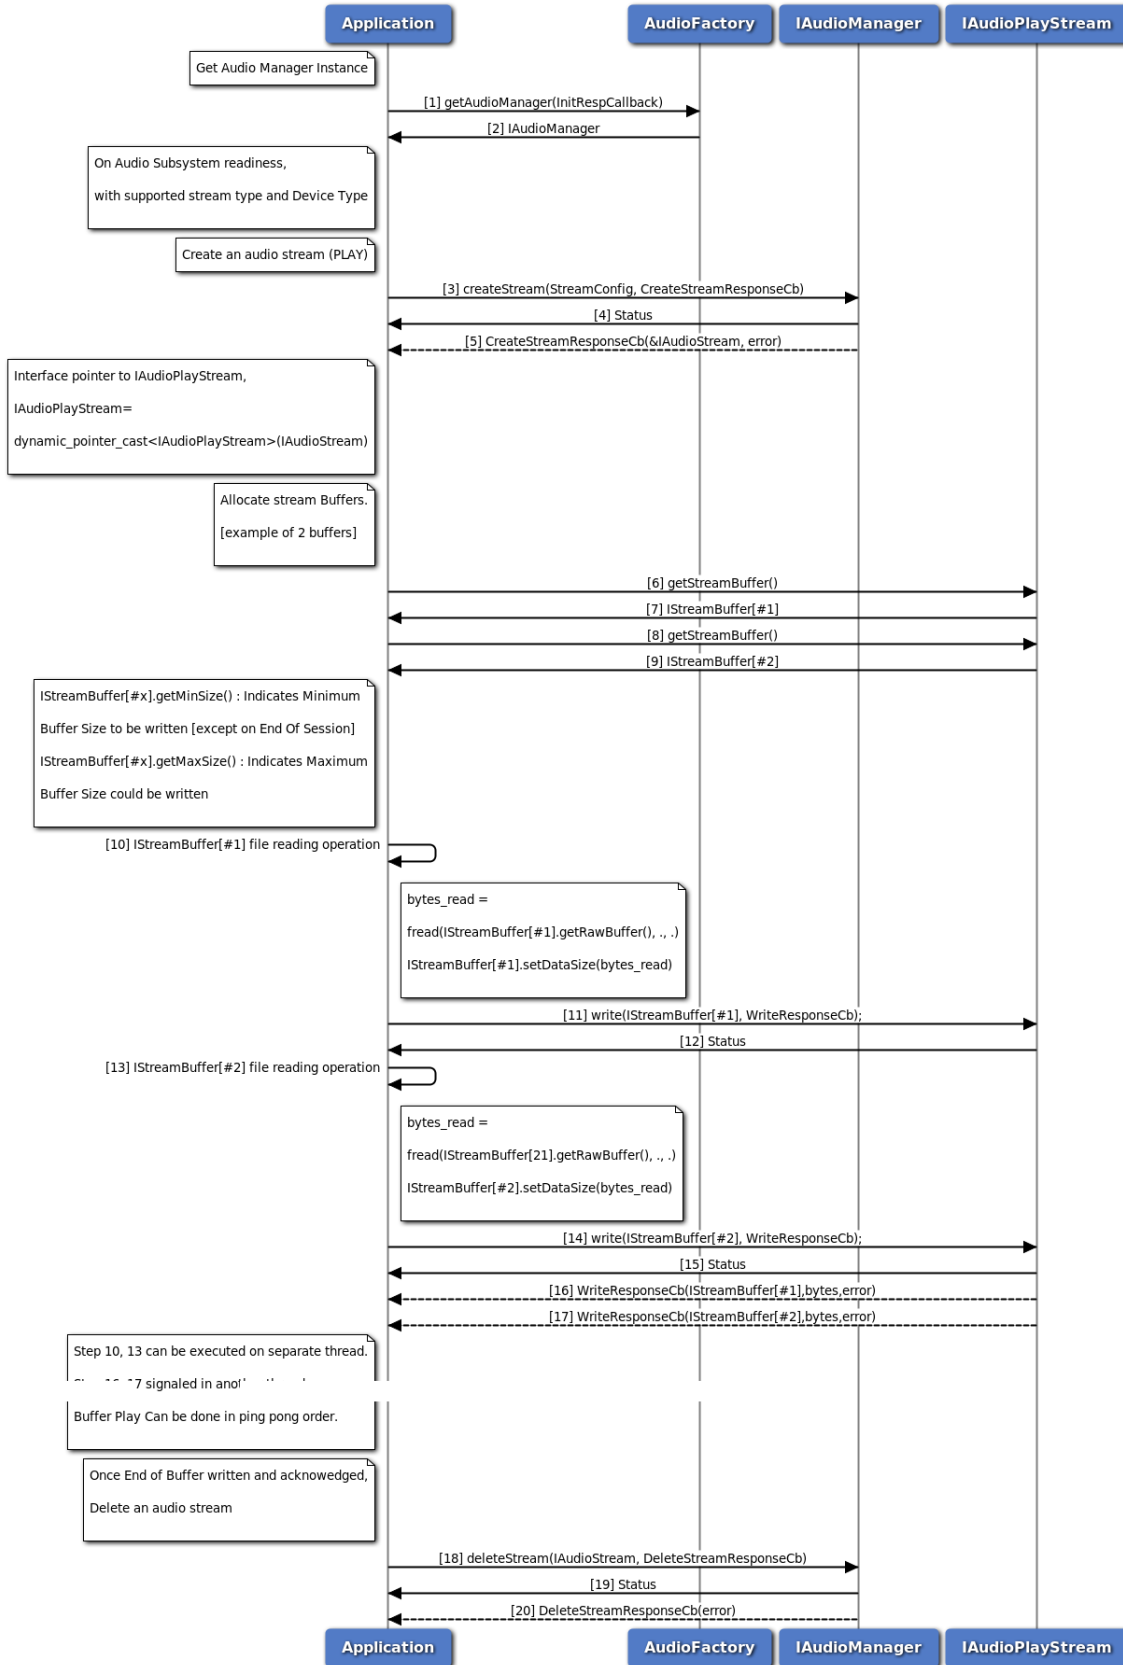 Application AudioFactory IAudioManager IAudioPlayStream
Get Audio Manager Instance
[1] getAudioManager(InitRespCallback)
[2] IAudioManager
On Audio Subsystem readiness,
with supported stream type and Device Type
Create an audio stream (PLAY)
[3] createStream(StreamConfig, CreateStreamResponseCb)
[4] Status
[5] CreateStreamResponseCb(&IAudioStream, error)
Interface pointer to IAudioPlayStream,
IAudioPlayStream=
dynamic_pointer_cast<IAudioPlayStream>(IAudioStream)
Allocate stream Buffers.
[example of 2 buffers]
[6] getStreamBuffer()
[7] IStreamBuffer[#1]
[8] getStreamBuffer()
[9] IStreamBuffer[#2]
IStreamBuffer[#x].getMinSize() : Indicates Minimum
Buffer Size to be written [except on End Of Session]
IStreamBuffer[#x].getMaxSize() : Indicates Maximum
Buffer Size could be written
[10] IStreamBuffer[#1] file reading operation
bytes_read =
fread(IStreamBuffer[#1].getRawBuffer(), ., .)
IStreamBuffer[#1].setDataSize(bytes_read)
[11] write(IStreamBuffer[#1], WriteResponseCb);
[12] Status
[13] IStreamBuffer[#2] file reading operation
bytes_read =
fread(IStreamBuffer[21].getRawBuffer(), ., .)
IStreamBuffer[#2].setDataSize(bytes_read)
[14] write(IStreamBuffer[#2], WriteResponseCb);
[15] Status
[16] WriteResponseCb(IStreamBuffer[#1],bytes,error)
[17] WriteResponseCb(IStreamBuffer[#2],bytes,error)
Step 10, 13 can be executed on separate thread.
signaled in
Buffer Play Can be done in ping pong order.
Once End of Buffer written and acknowedged,
Delete an audio stream
[18] deleteStream(IAudioStream, DeleteStreamResponseCb)
[19] Status
[20] DeleteStreamResponseCb(error)
Application AudioFactory IAudioManager IAudioPlayStream